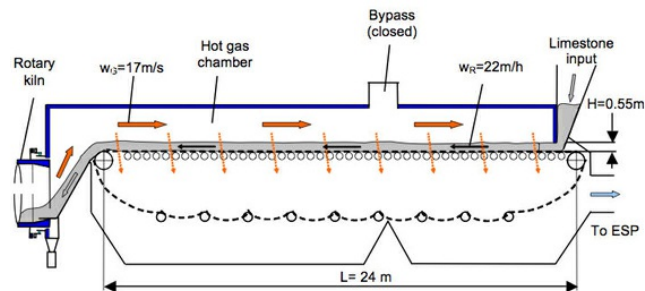 Bypass
(closed)
Limestone
input
Rotary
kiln
w_G=17m/s
Hot gas
chamber
w_R=22m/h
H=0.55m
To ESP
L= 24 m